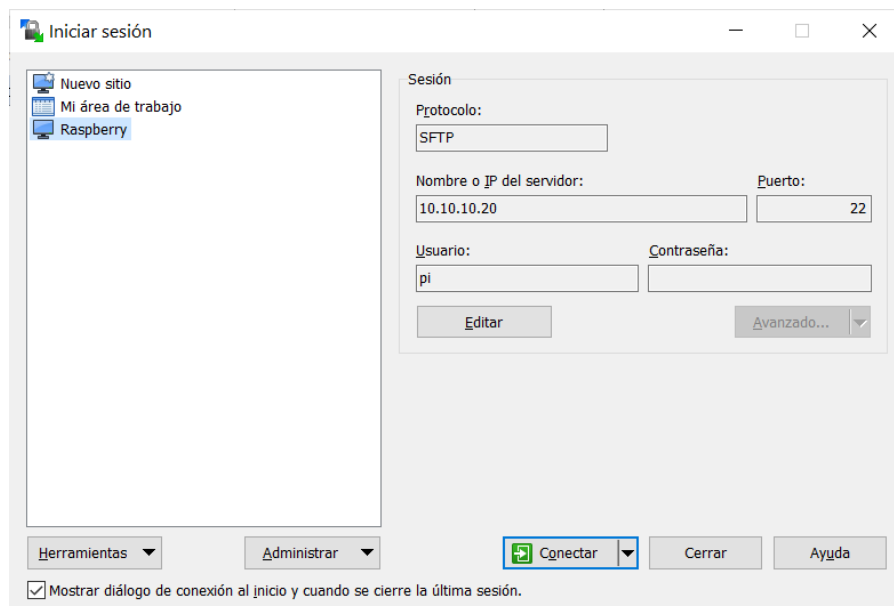 Iniciar sesión
Nuevo sitio
Mi área de trabajo
Raspberry
Sesión
Protocolo:
SFTP
Nombre o IP del servidor:
Puerto:
10.10.10.20
22
Usuario:
Contraseña:
pi
Editar
Avanzado...
Herramientas
Administrar
Conectar
Cerrar
Ayuda
Mostrar diálogo de conexión al inicio y cuando se cierre la última sesión.